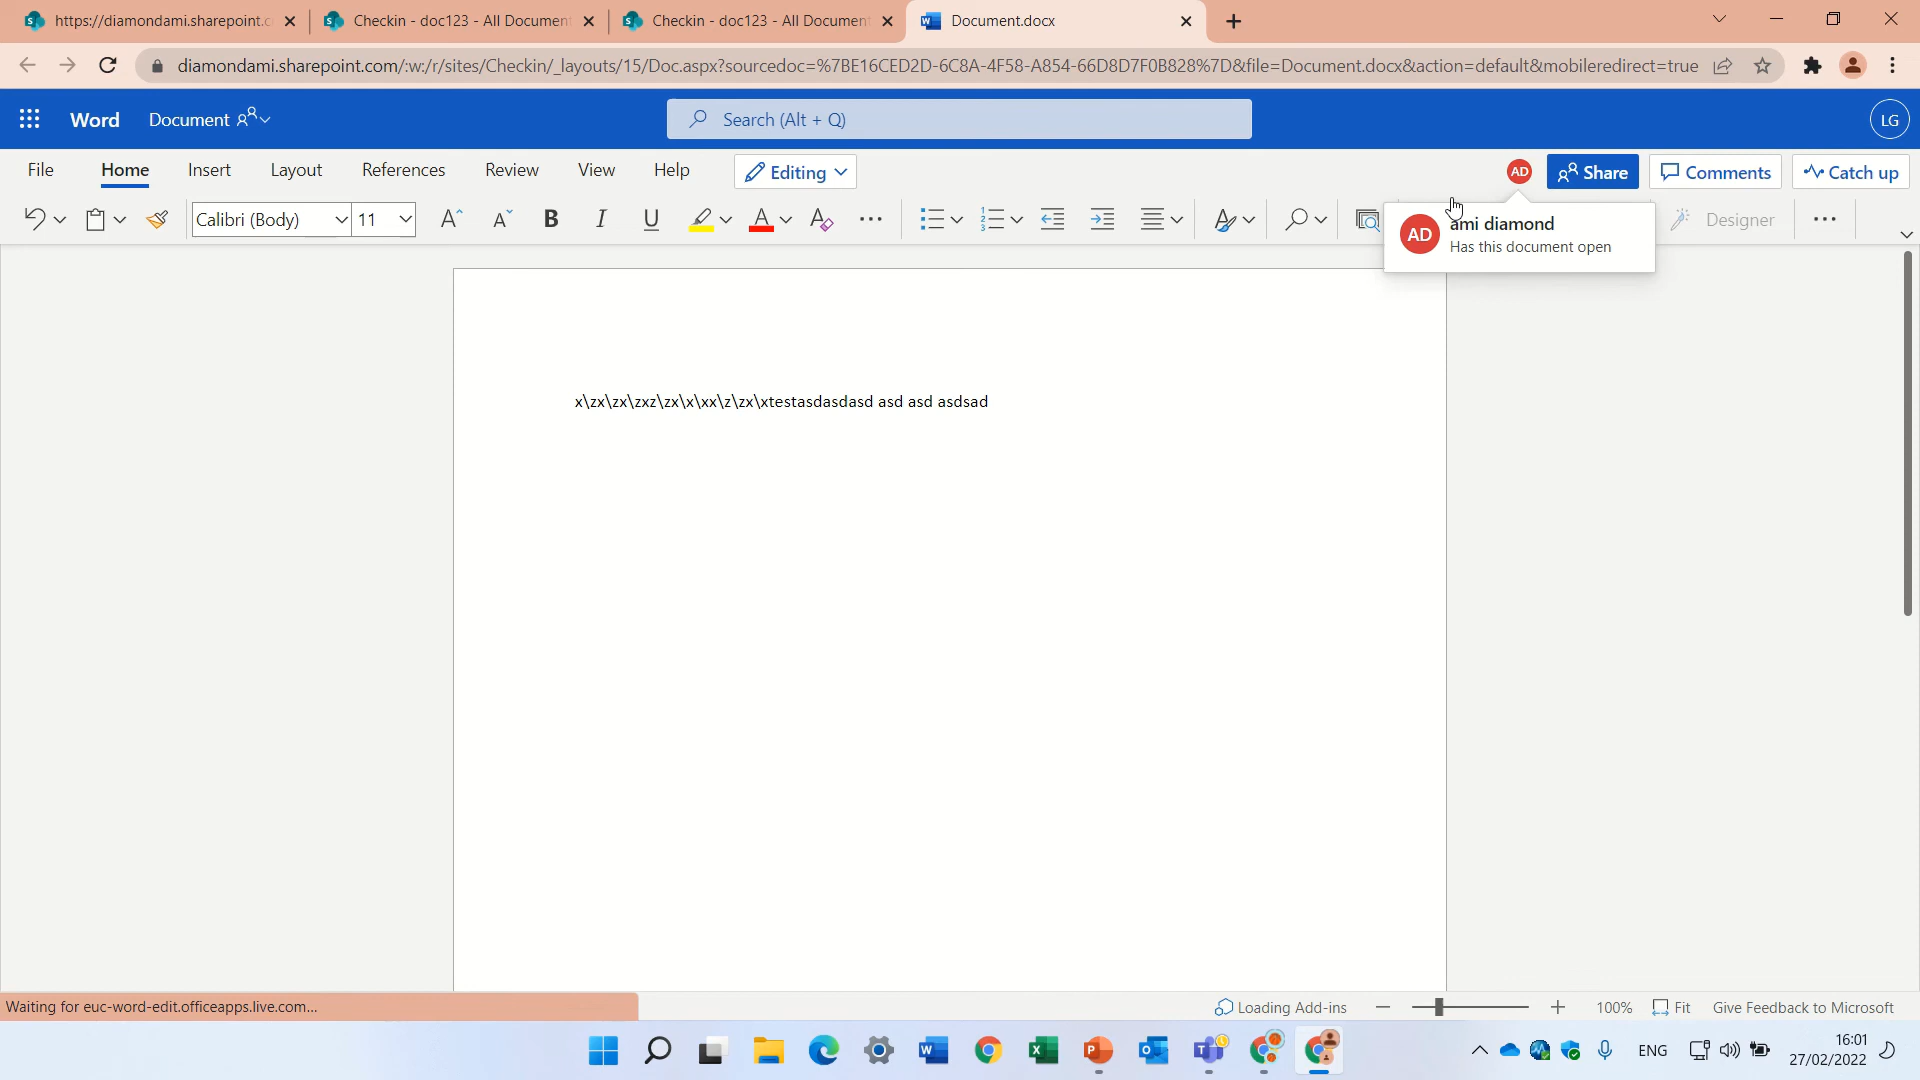 https://diamondami.sharepoint.c
Checkin - doc123 - All Document
Checkin - doc123 - All Document
Document.docx
diamondami.sharepoint.com/:w:/r/sites/Checkin/_layouts/15/Doc.aspx?sourcedoc=%7BE16CED2D-6C8A-4F58-A854-66D8D7F0B828%7D&file=Document.docx&action=default&mobileredirect=true
Word
Document
Search (Alt + Q)
LG
File
Home
Insert
Layout
References
Review
View
Help
Editing
AD
Share
Comments
Catch up
Calibri (Body)
11
Designer
AD
ami diamond
Has this document open
x\zx\zx\zxz\zx\x\xx\z\zx\xtestasdasdasd asd asd asdsad
Waiting for euc-word-edit.officeapps.live.com...
Loading Add-ins
100%
Fit
Give Feedback to Microsoft
ENG
16:01
27/02/2022